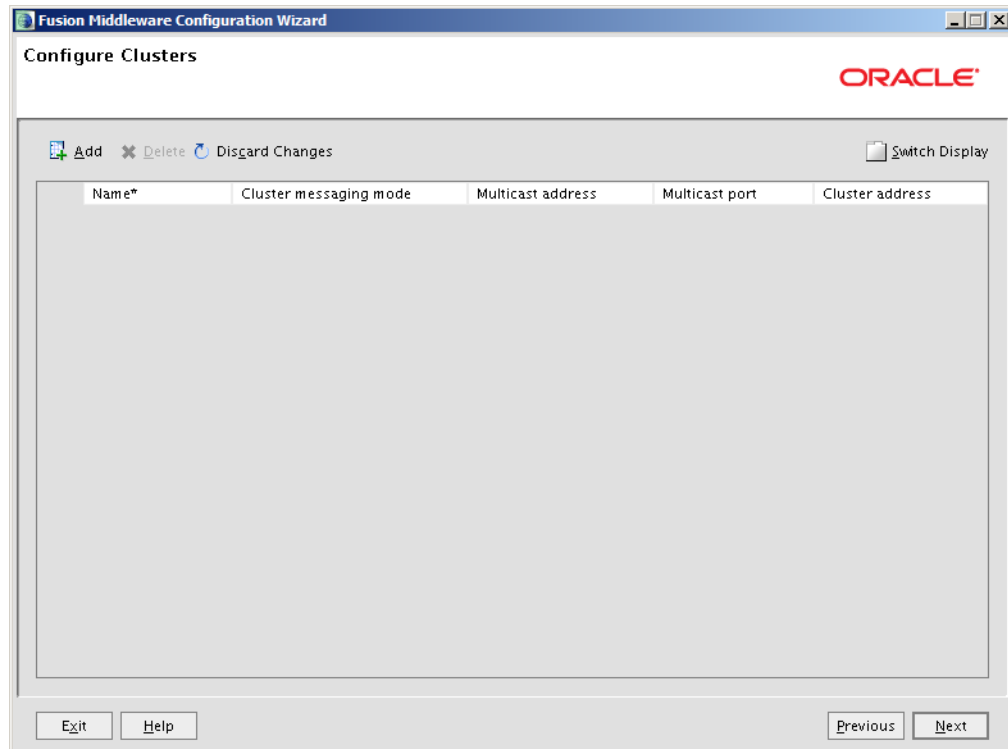 Fusion Middleware Configuration Wizard
Configure Clusters
ORACLE
Add Delete Discard Changes Switch Display
Name* Cluster messaging mode Multicast address Multicast port Cluster address
Exit Help Previous Next